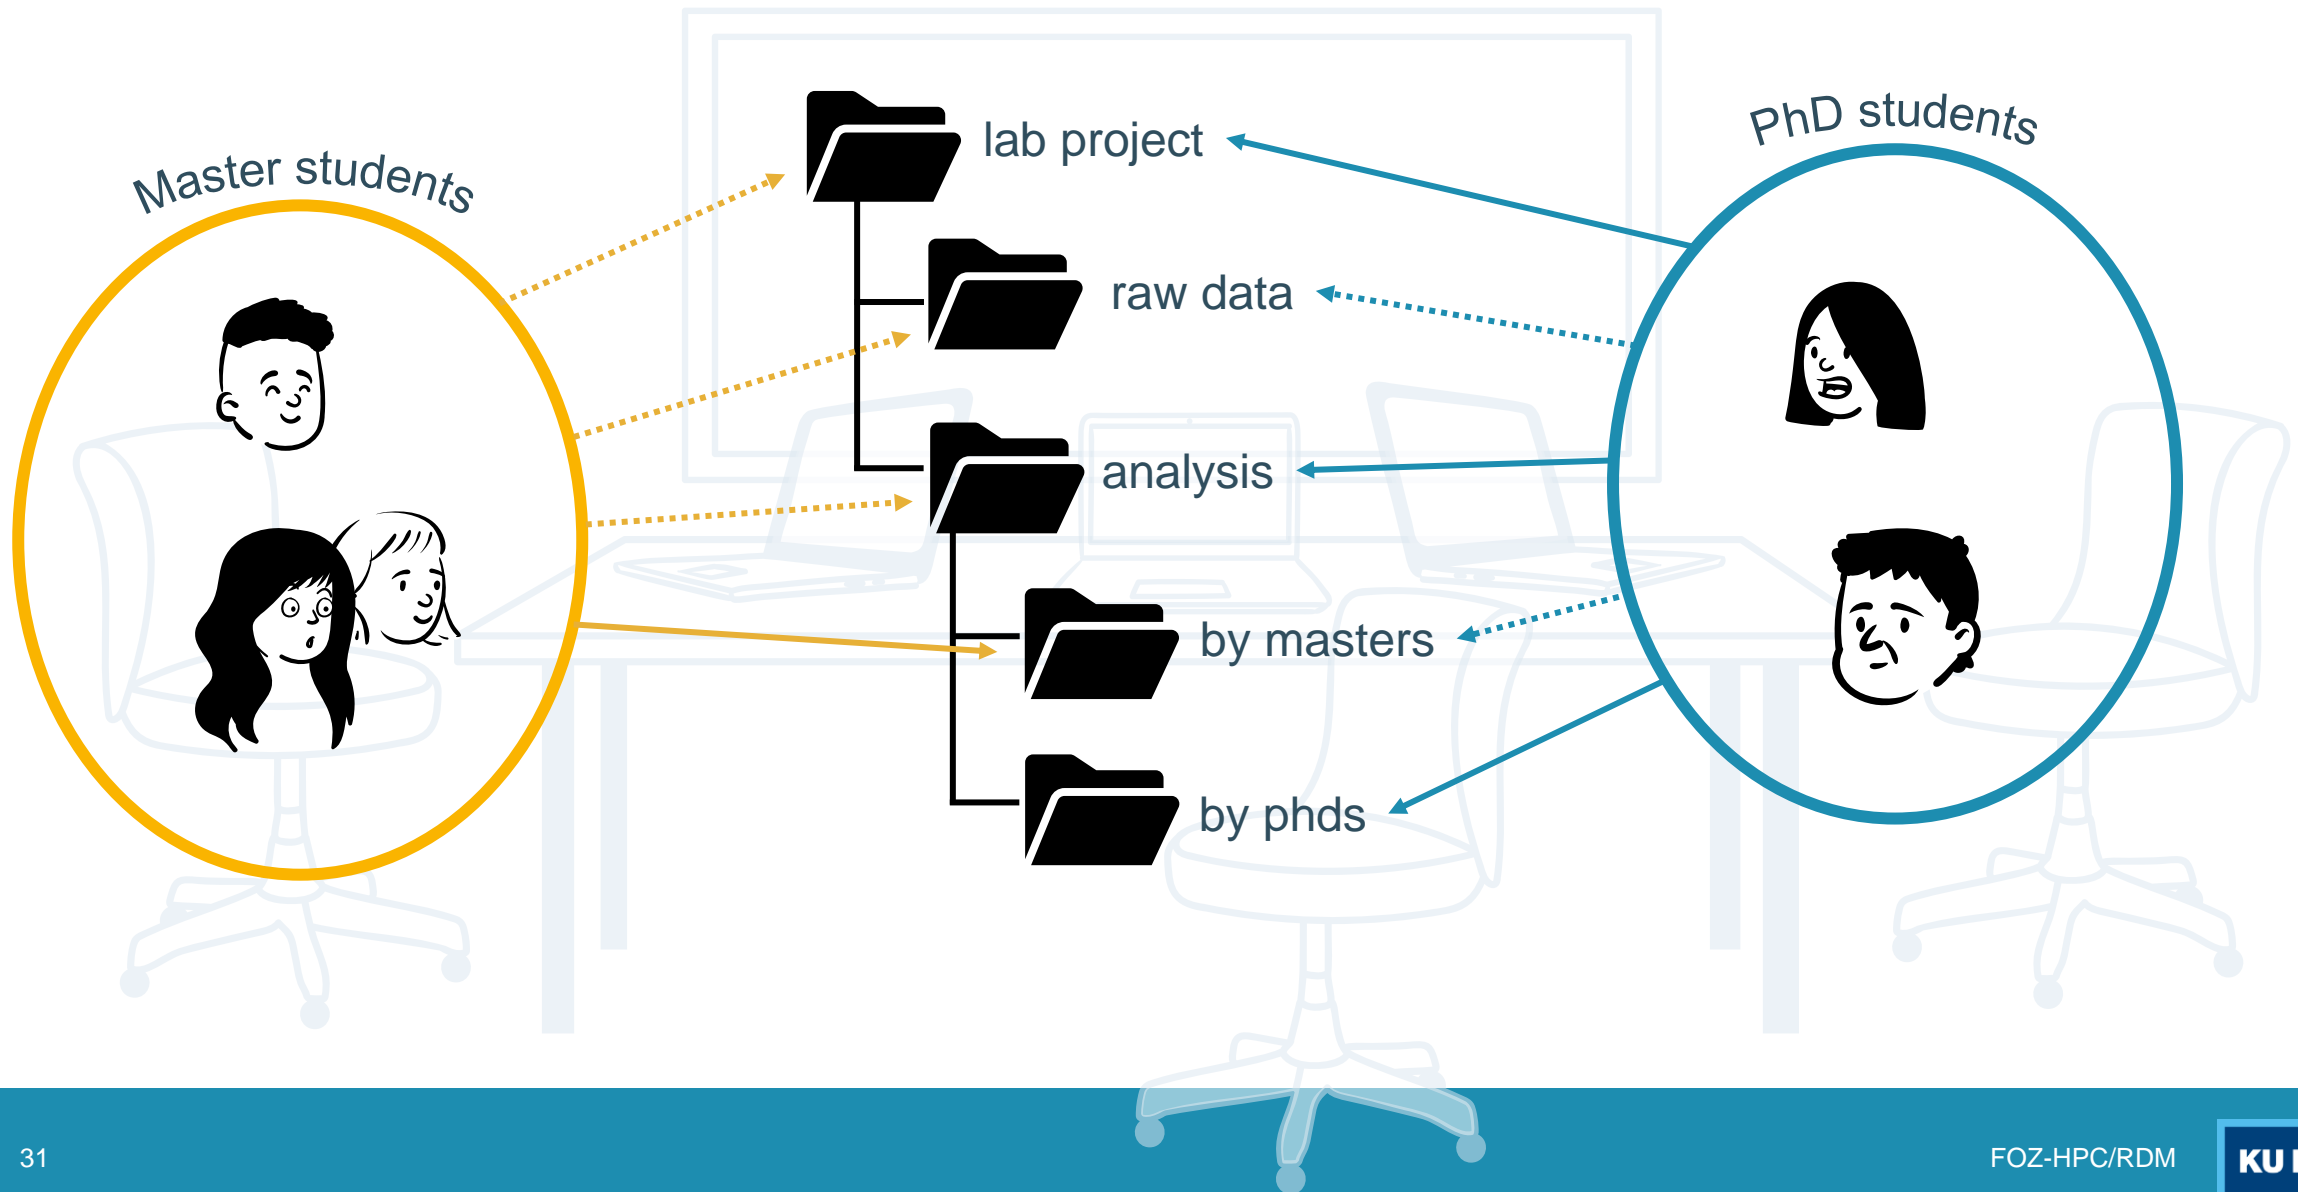 Master students
PhD students
lab project
raw data
analysis
by masters
by phds
31
FOZ-HPC/RDM
KU